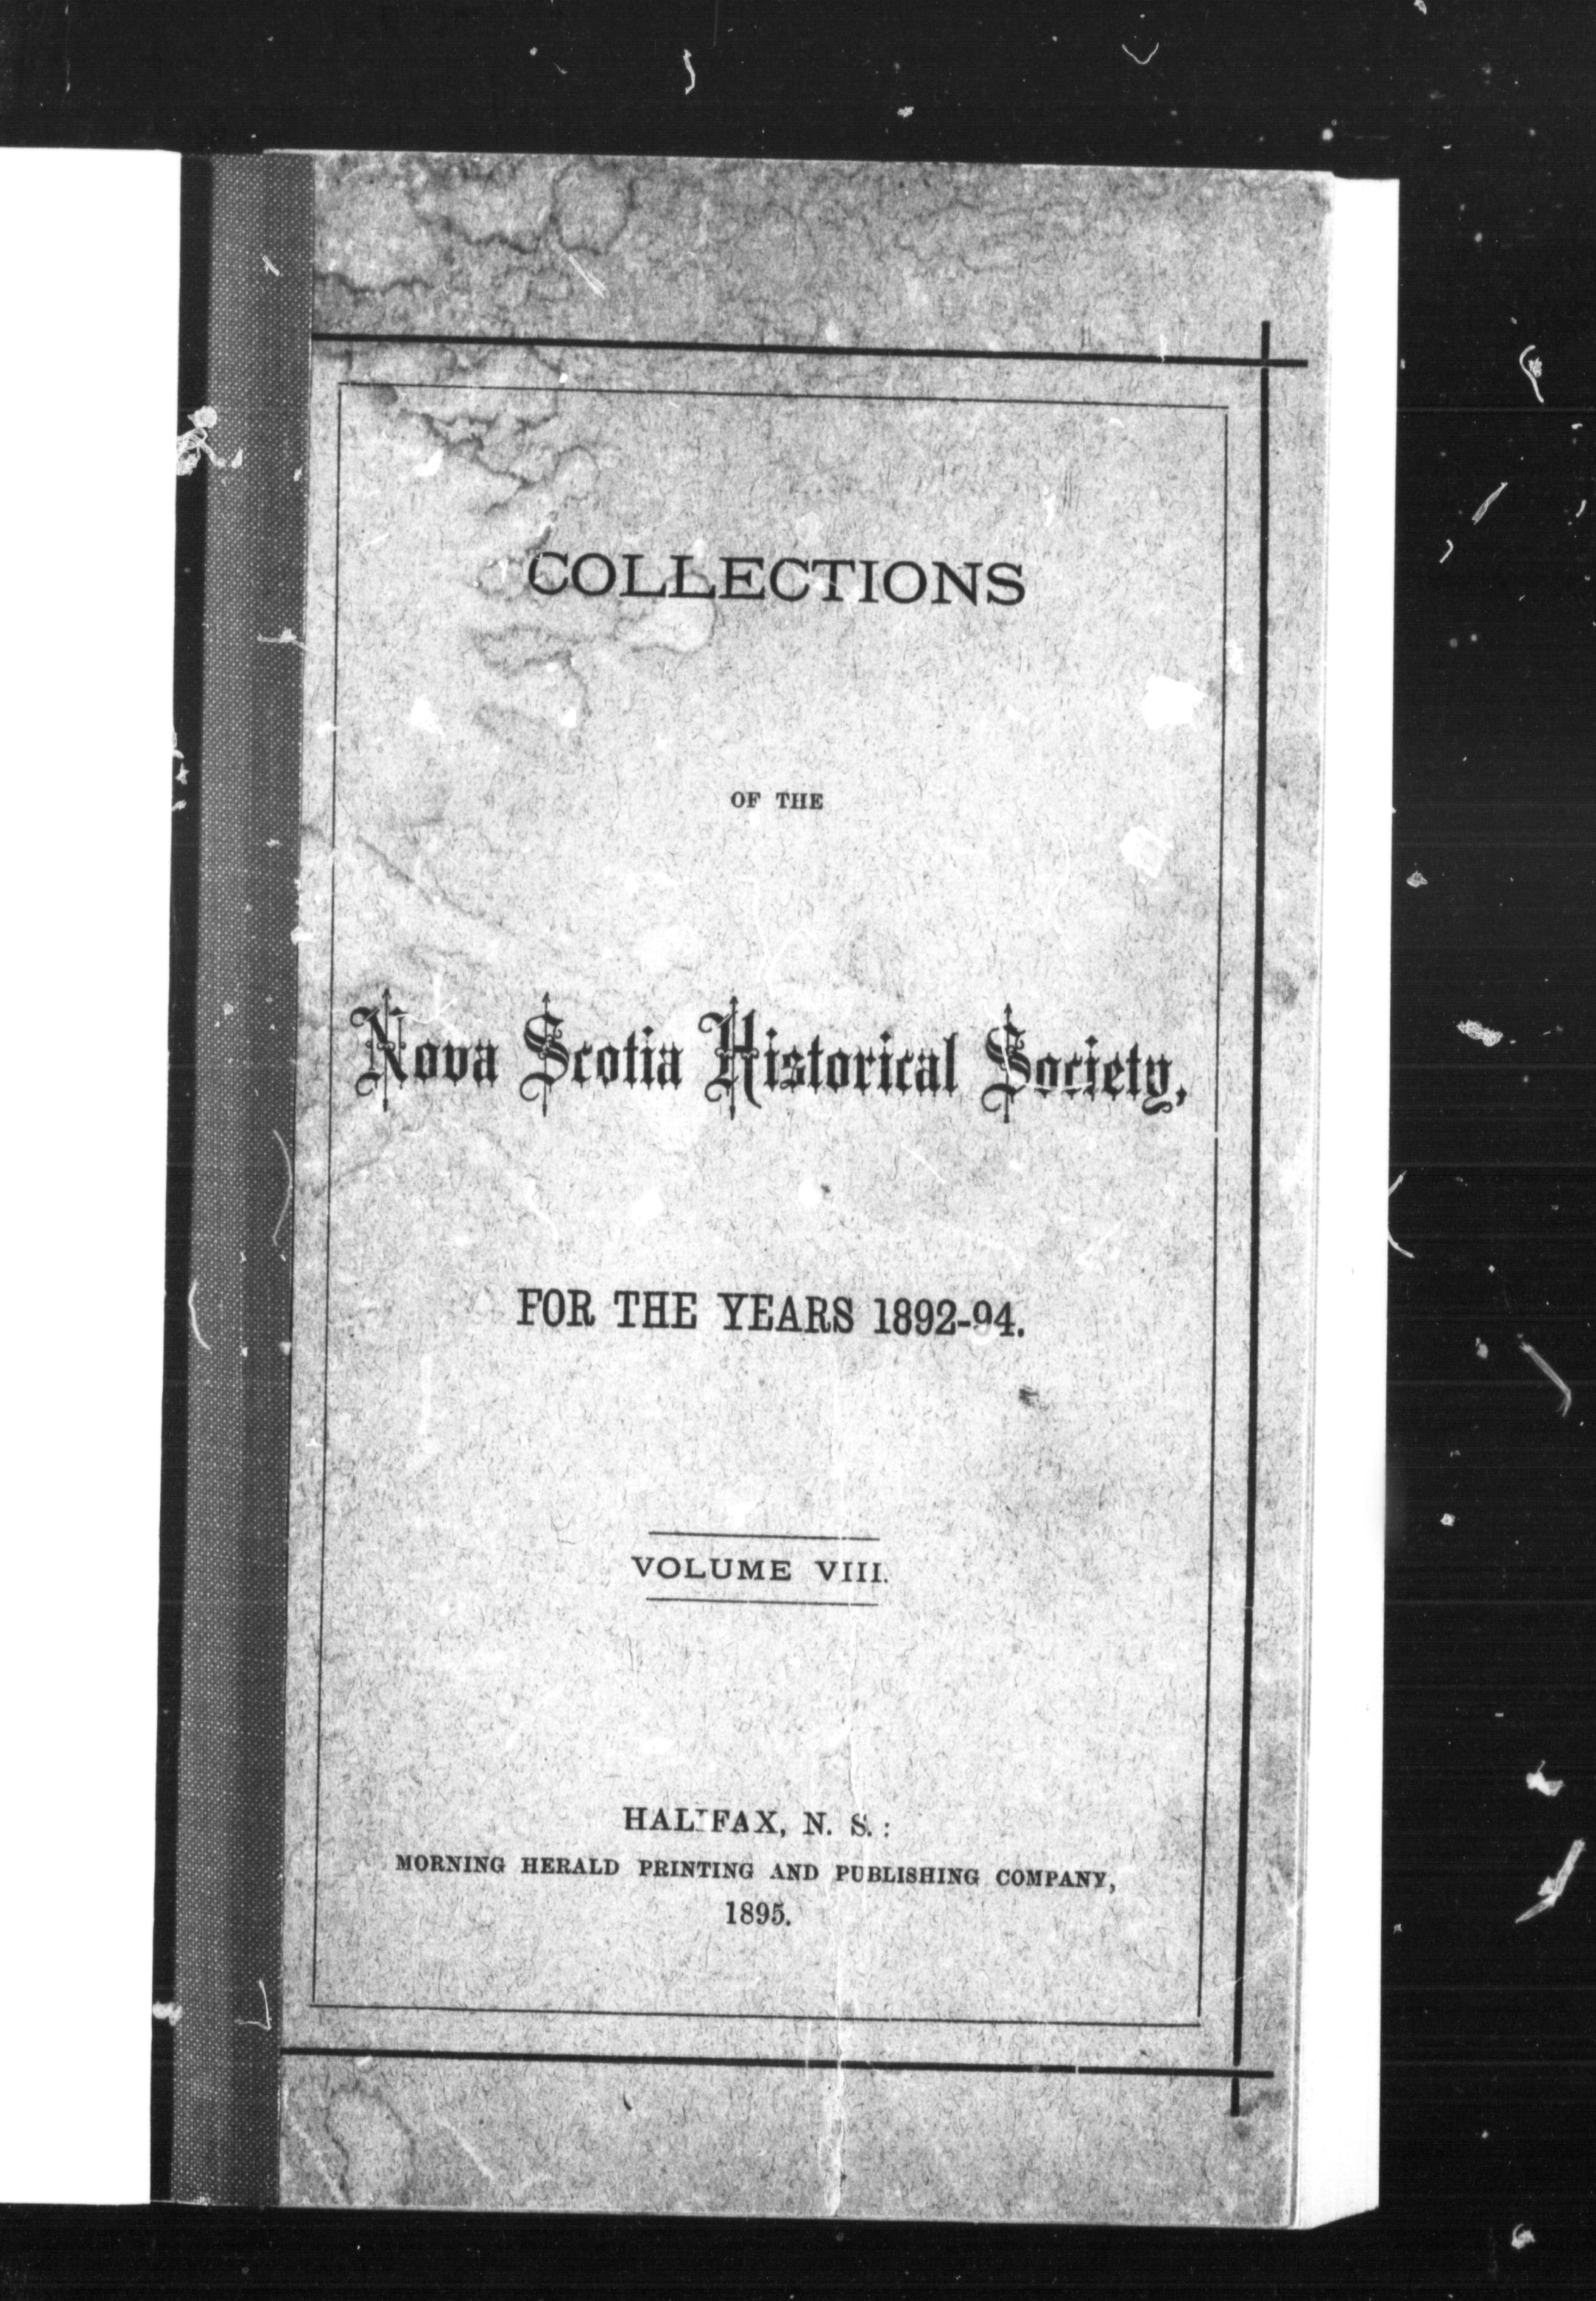 COLLECTIONS
OF THE
Nova Scotia Historical Society,
FOR THE YEARS 1892-94.
VOLUME VIII.
HALIFAX, N. S.:
MORNING HERALD PRINTING AND PUBLISHING COMPANY,
1895.